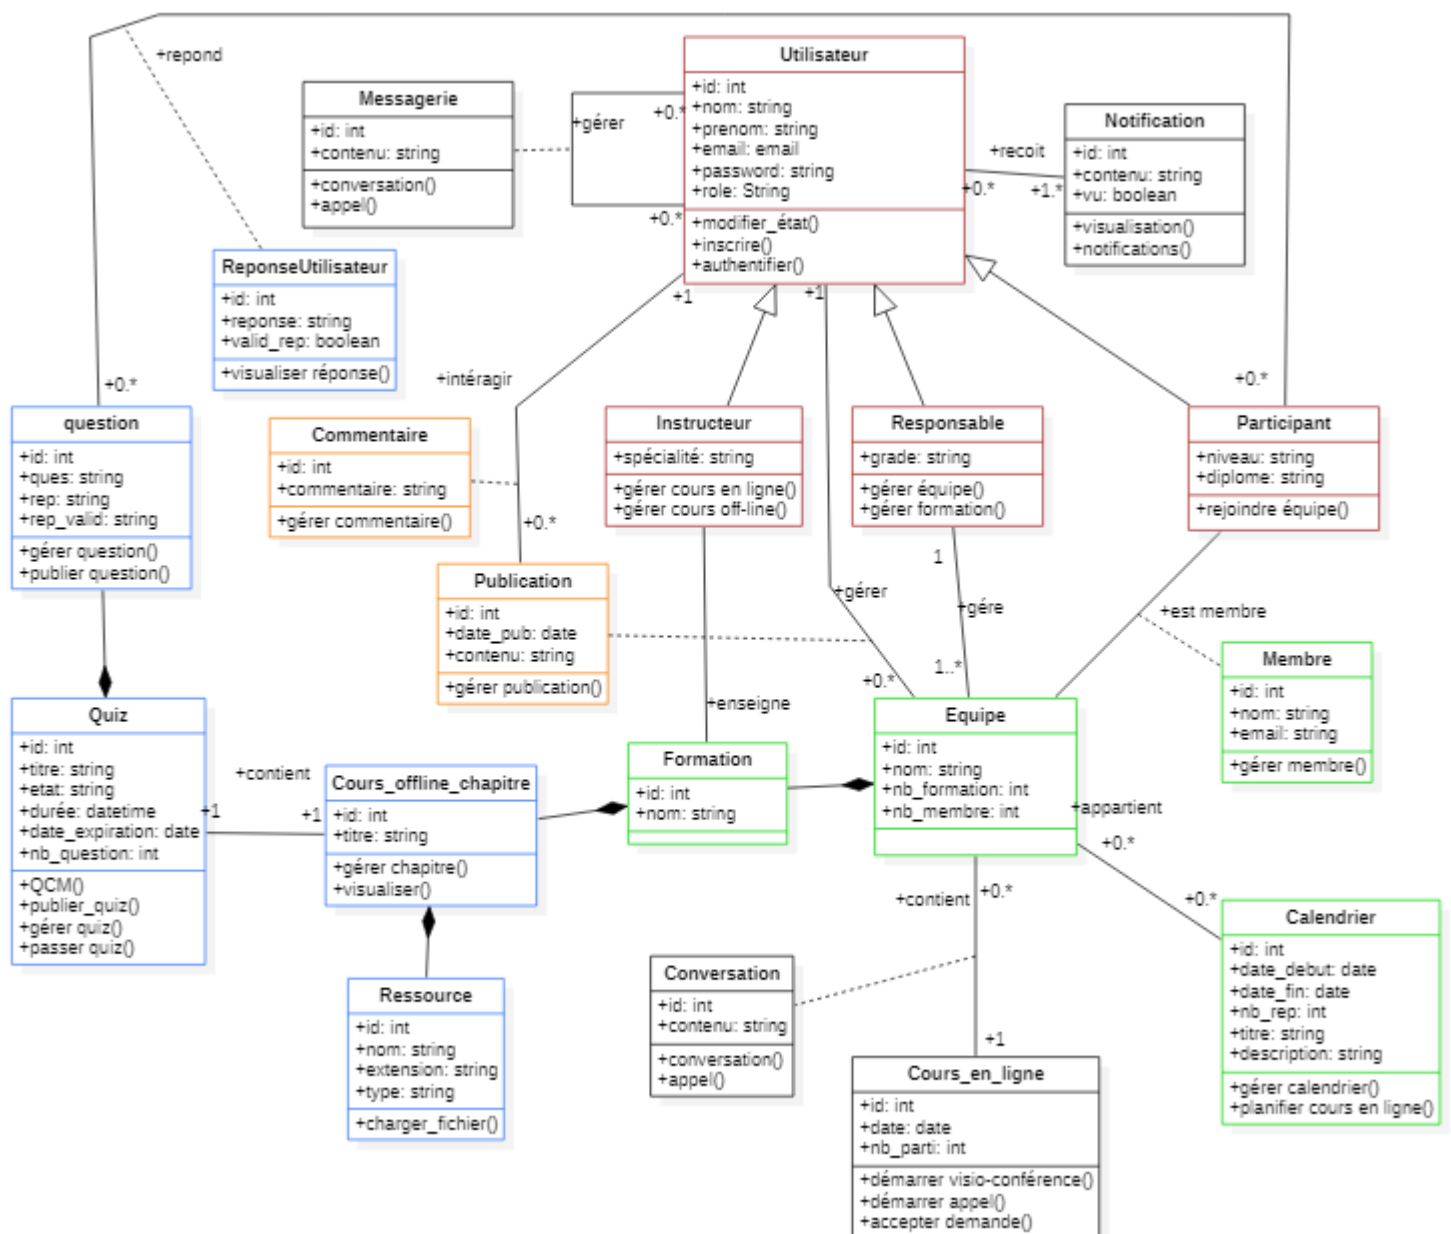 +repond
Utilisateur
+id: int
+nom: string
+prenom: string
+email: email
+password: string
+role: String
+modifier_état()
+inscrire()
+authentifier()
Messagerie
+id: int
+contenu: string
+conversation()
+appel()
+gérer
+0.*
+0.*
Notification
+id: int
+contenu: string
+vu: boolean
+visualisation()
+notifications()
+recoit
+0.*
+1.*
ReponseUtilisateur
+id: int
+reponse: string
+valid_rep: boolean
+visualiser réponse()
+1
+1
+intéragir
+0.*
+0.*
question
+id: int
+ques: string
+rep: string
+rep_valid: string
+gérer question()
+publier question()
Commentaire
+id: int
+commentaire: string
+gérer commentaire()
+0.*
Instructeur
+spécialité: string
+gérer cours en ligne()
+gérer cours off-line()
Responsable
+grade: string
+gérer équipe()
+gérer formation()
Participant
+niveau: string
+diplome: string
+rejoindre équipe()
Publication
+id: int
+date_pub: date
+contenu: string
+gérer publication()
1
+gérer
+gére
1..*
+0.*
+est membre
Membre
+id: int
+nom: string
+email: string
+gérer membre()
+enseigne
Quiz
+id: int
+titre: string
+etat: string
+durée: datetime
+date_expiration: date
+nb_question: int
+QCM()
+publier_quiz()
+gérer quiz()
+passer quiz()
+contient
+1
+1
Cours_offline_chapitre
+id: int
+titre: string
+gérer chapitre()
+visualiser()
Formation
+id: int
+nom: string
Equipe
+id: int
+nom: string
+nb_formation: int
+nb_membre: int
+appartient
+0.*
+0.*
+contient
+0.*
+1
Calendrier
+id: int
+date_debut: date
+date_fin: date
+nb_rep: int
+titre: string
+description: string
+gérer calendrier()
+planifier cours en ligne()
Ressource
+id: int
+nom: string
+extension: string
+type: string
+charger_fichier()
Conversation
+id: int
+contenu: string
+conversation()
+appel()
Cours_en_ligne
+id: int
+date: date
+nb_parti: int
+démarrer visio-conférence()
+démarrer appel()
+accepter demande()